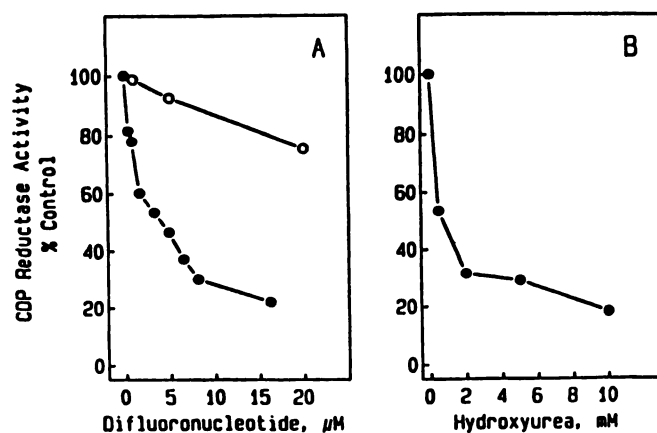 A
B
CDP Reductase Activity
% Control
100
80
60
40
20
0
0 5 10 15 20
Difluoronucleotide, µM
100
80
60
40
20
0
0 2 4 6 8 10
Hydroxyurea, mM